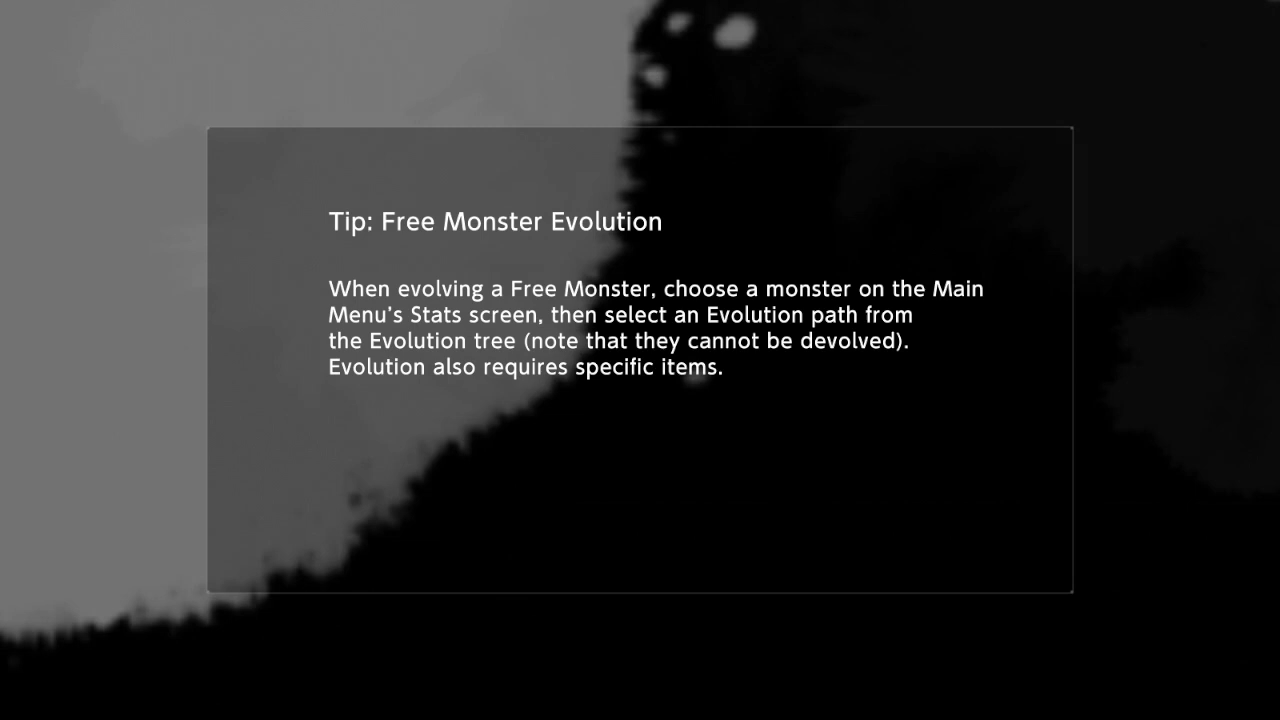 Tip: Free Monster Evolution
When evolving a Free Monster, choose a monster on the Main
Menu's Stats screen, then select an Evolution path from
the Evolution tree (note that they cannot be devolved).
Evolution also requires specific items.